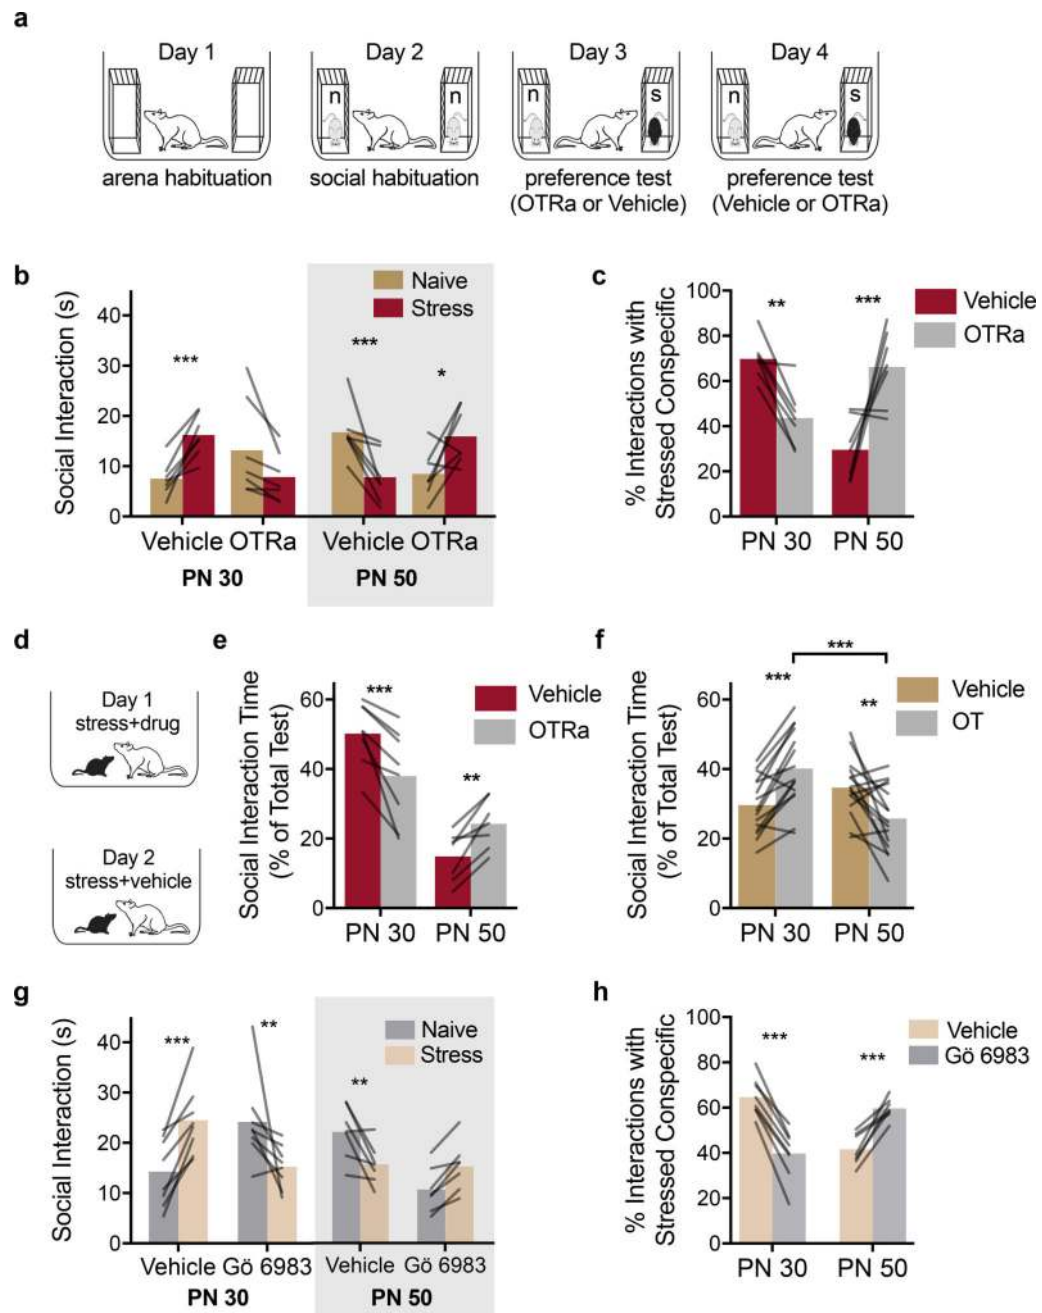 a
Day 1
Day 2
Day 3
Day 4
n
n
n
s
n
s
arena habituation
social habituation
preference test
(OTRa or Vehicle)
preference test
(Vehicle or OTRa)
b
Social Interaction (s)
40
30
20
10
0
Naive
Stress
***
***
*
Vehicle OTRa
Vehicle OTRa
PN 30
PN 50
c
% Interactions with
Stressed Conspecific
100
80
60
40
20
0
**
***
Vehicle
OTRa
PN 30
PN 50
d
Day 1
stress+drug
Day 2
stress+vehicle
e
Social Interaction Time
(% of Total Test)
60
40
20
0
***
**
Vehicle
OTRa
PN 30
PN 50
f
Social Interaction Time
(% of Total Test)
60
40
20
0
***
***
**
Vehicle
OT
PN 30
PN 50
g
Social Interaction (s)
40
30
20
10
0
***
**
**
Naive
Stress
Vehicle Gö 6983
Vehicle Gö 6983
PN 30
PN 50
h
% Interactions with
Stressed Conspecific
100
80
60
40
20
0
***
***
Vehicle
Gö 6983
PN 30
PN 50